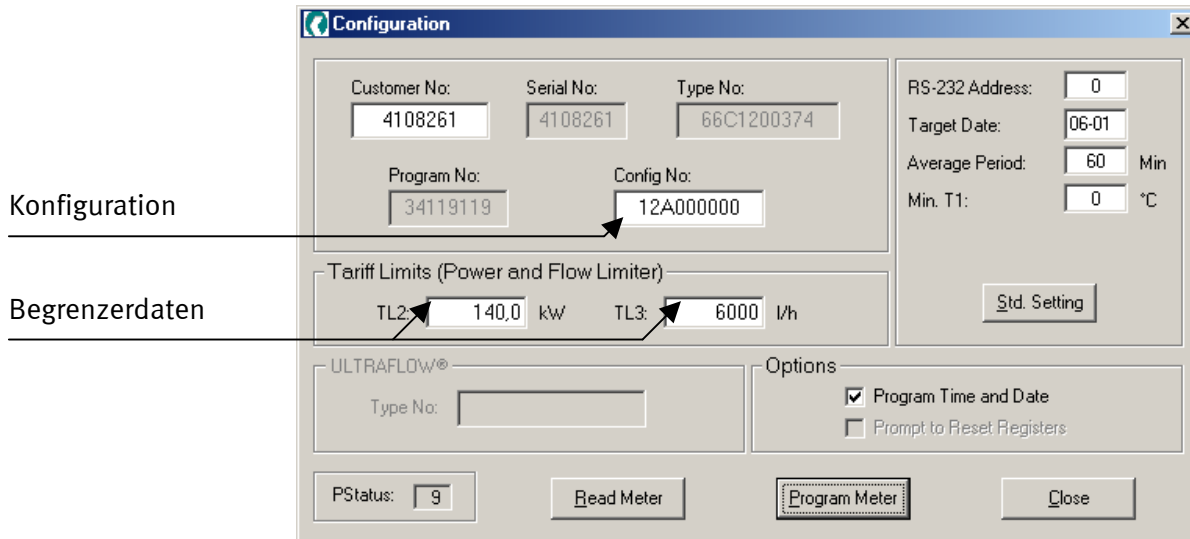 Configuration
Customer No: Serial No: Type No:
4108261 4108261 66C1200374
Program No: Config No:
34119119 12A000000
RS-232 Address: 0
Target Date: 06-01
Average Period: 60 Min
Min. T1: 0 °C
Std. Setting
Konfiguration
Tariff Limits (Power and Flow Limiter)
Begrenzerdaten
TL2: 140,0 kW TL3: 6000 l/h
ULTRAFLOW®
Type No:
Options
Program Time and Date
Prompt to Reset Registers
PStatus: 9 Read Meter Program Meter Close